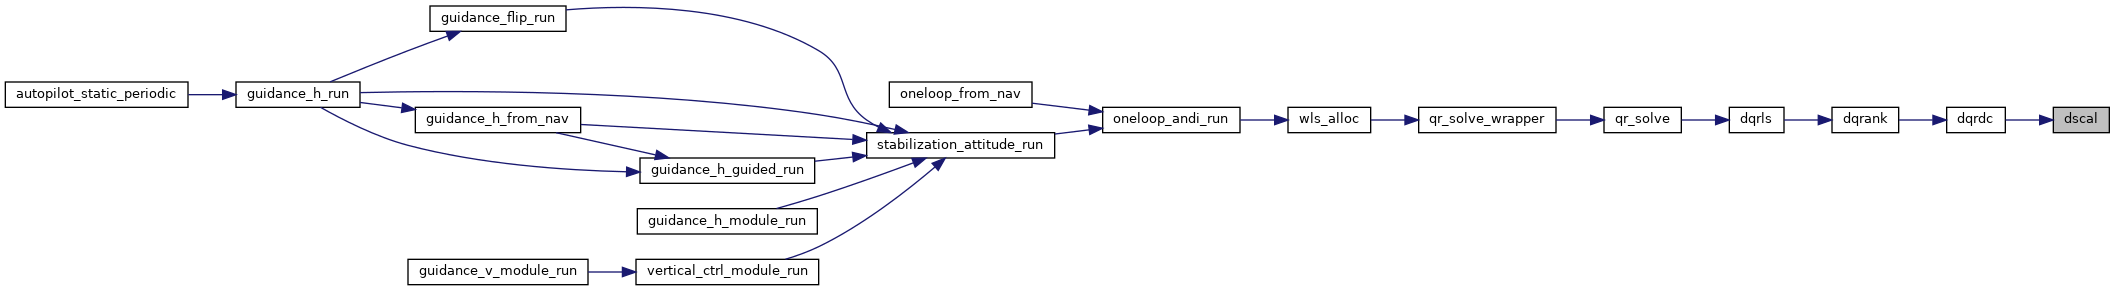 guidance_flip_run
autopilot_static_periodic
guidance_h_run
oneloop_from_nav
guidance_h_from_nav
oneloop_andi_run
wls_alloc
qr_solve_wrapper
qr_solve
dqrls
dqrank
dqrdc
dscal
stabilization_attitude_run
guidance_h_guided_run
guidance_h_module_run
guidance_v_module_run
vertical_ctrl_module_run